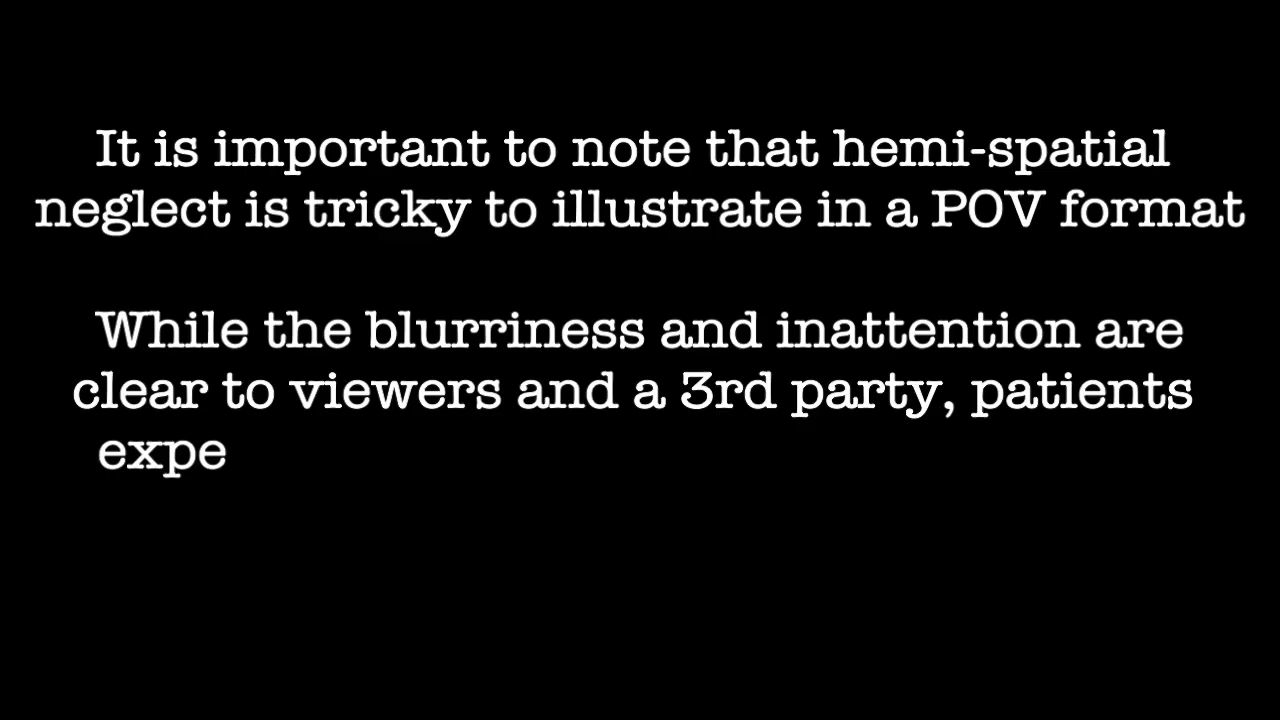 It is important to note that hemi-spatial
neglect is tricky to illustrate in a POV format
While the blurriness and inattention are
clear to viewers and a 3rd party, patients
expe